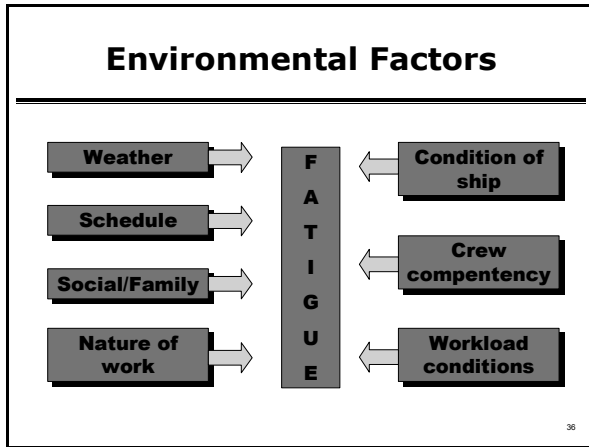 Environmental Factors
Weather
Schedule
Social/Family
Nature of
work
F
A
T
I
G
U
E
Condition of
ship
Crew
compentency
Workload
conditions
36